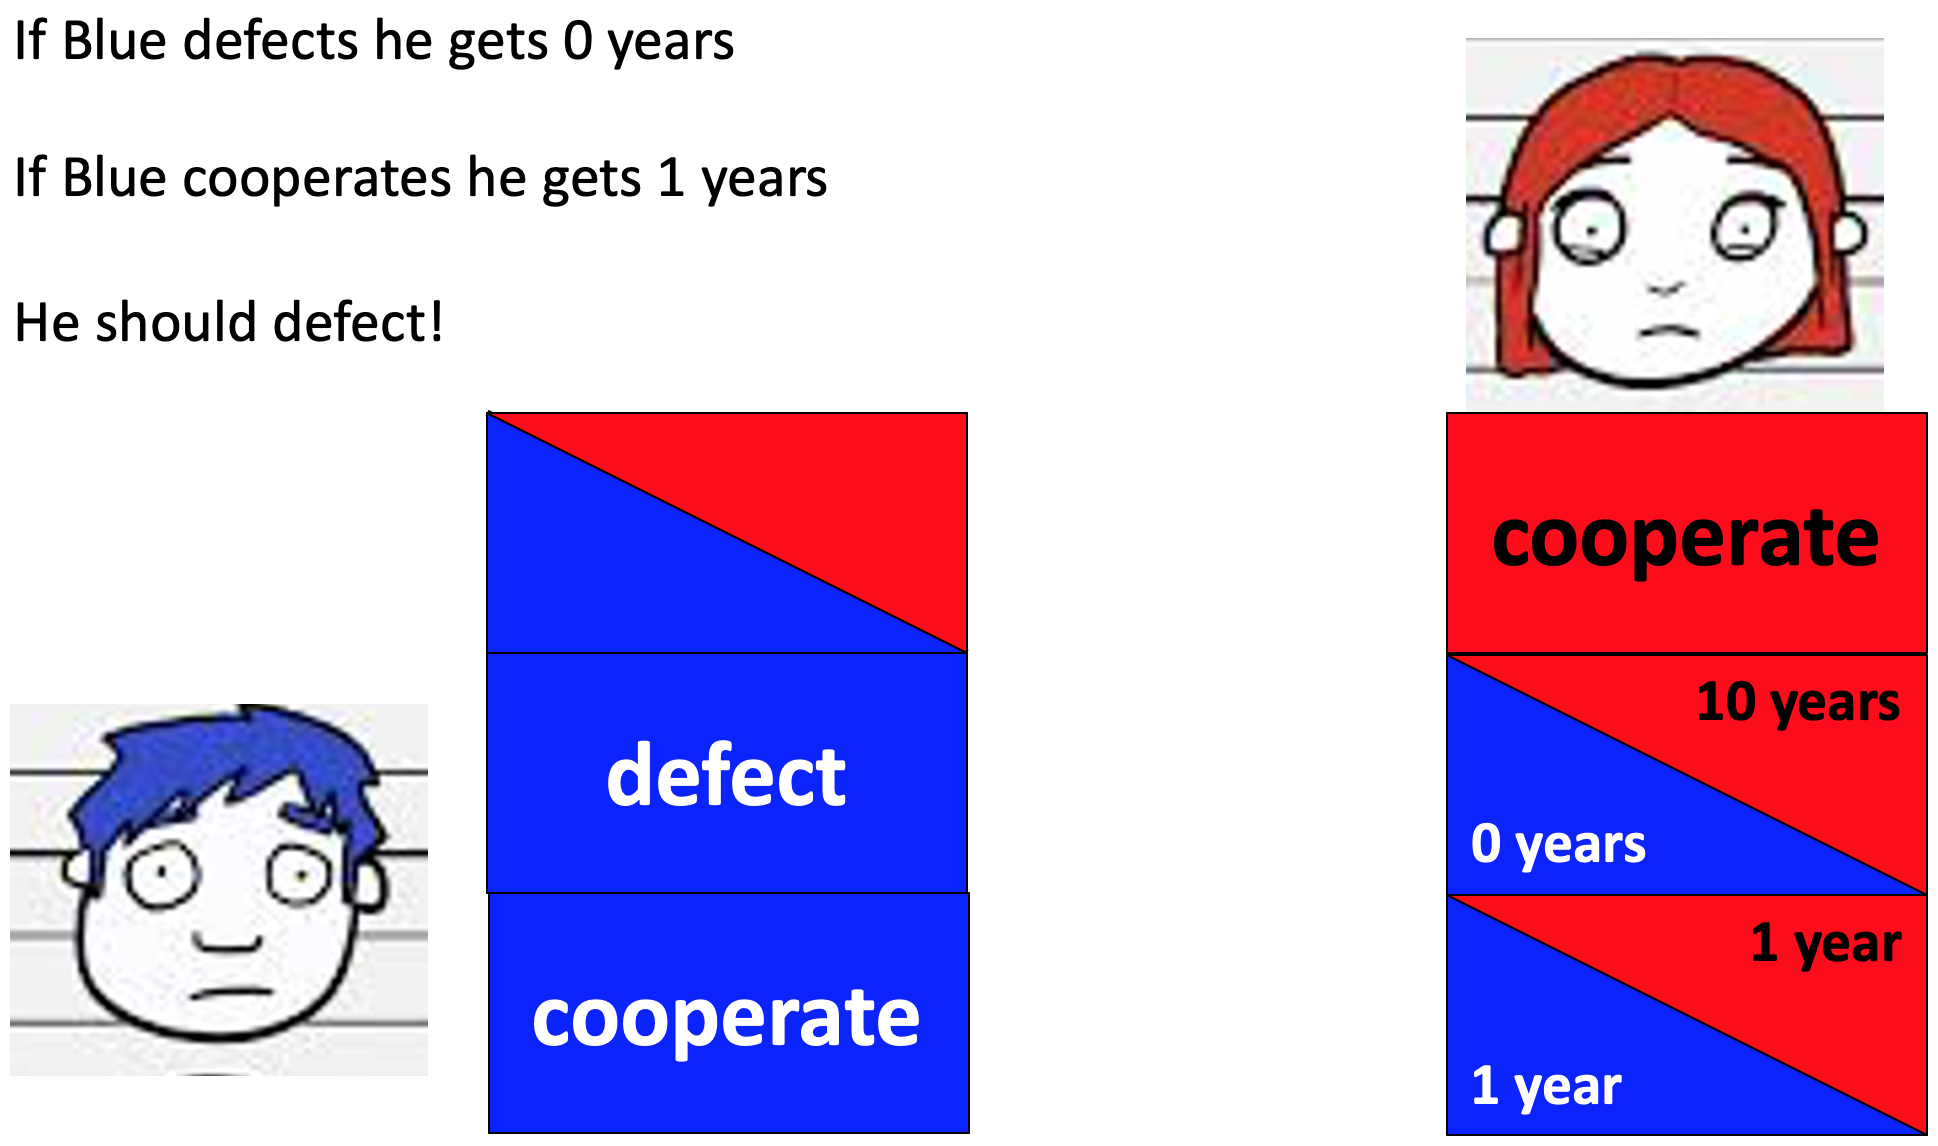 If Blue defects he gets 0 years
If Blue cooperates he gets 1 years
He should defect!
cooperate
defect
10 years
0 years
cooperate
1 year
1 year